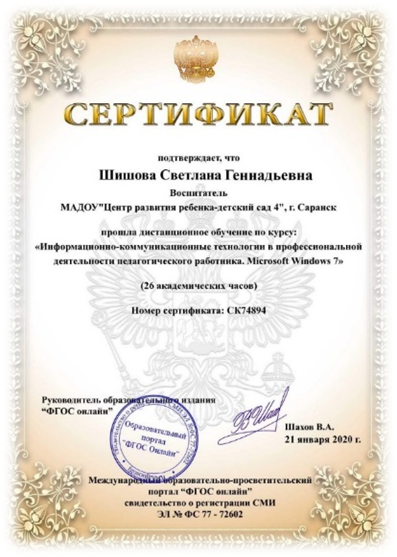 СЕРТИФИКАТ
подтверждает, что
Шишова Светлана Геннадьевна
Воспитатель
МАДОУ"Центр развития ребенка-детский сад 4", г. Саранск
прошла дистанционное обучение по курсу:
«Информационно-коммуникационные технологии в профессиональной
деятельности педагогического работника. Microsoft Windows 7»
(26 академических часов)
Номер сертификата: СК74894
Руководитель образовательного издания
“ФГОС онлайн”
Образовательный
портал
"ФГОС Онлайн"
Шахов В.А.
21 января 2020 г.
Международный образовательно-просветительский
портал “ФГОС онлайн”
свидетельство о регистрации СМИ
ЭЛ № ФС 77 - 72602